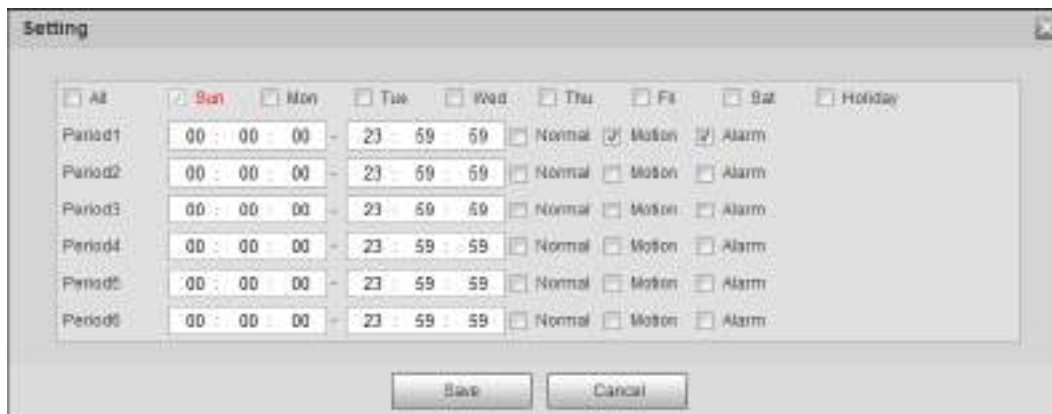 Setting
All Sun Mon Tue Wed Thu Fri Sat Holiday
Period1 00 : 00 : 00 - 23 : 59 : 59 Normal Motion Alarm
Period2 00 : 00 : 00 - 23 : 59 : 59 Normal Motion Alarm
Period3 00 : 00 : 00 - 23 : 59 : 59 Normal Motion Alarm
Period4 00 : 00 : 00 - 23 : 59 : 59 Normal Motion Alarm
Period5 00 : 00 : 00 - 23 : 59 : 59 Normal Motion Alarm
Period6 00 : 00 : 00 - 23 : 59 : 59 Normal Motion Alarm
Save Cancel